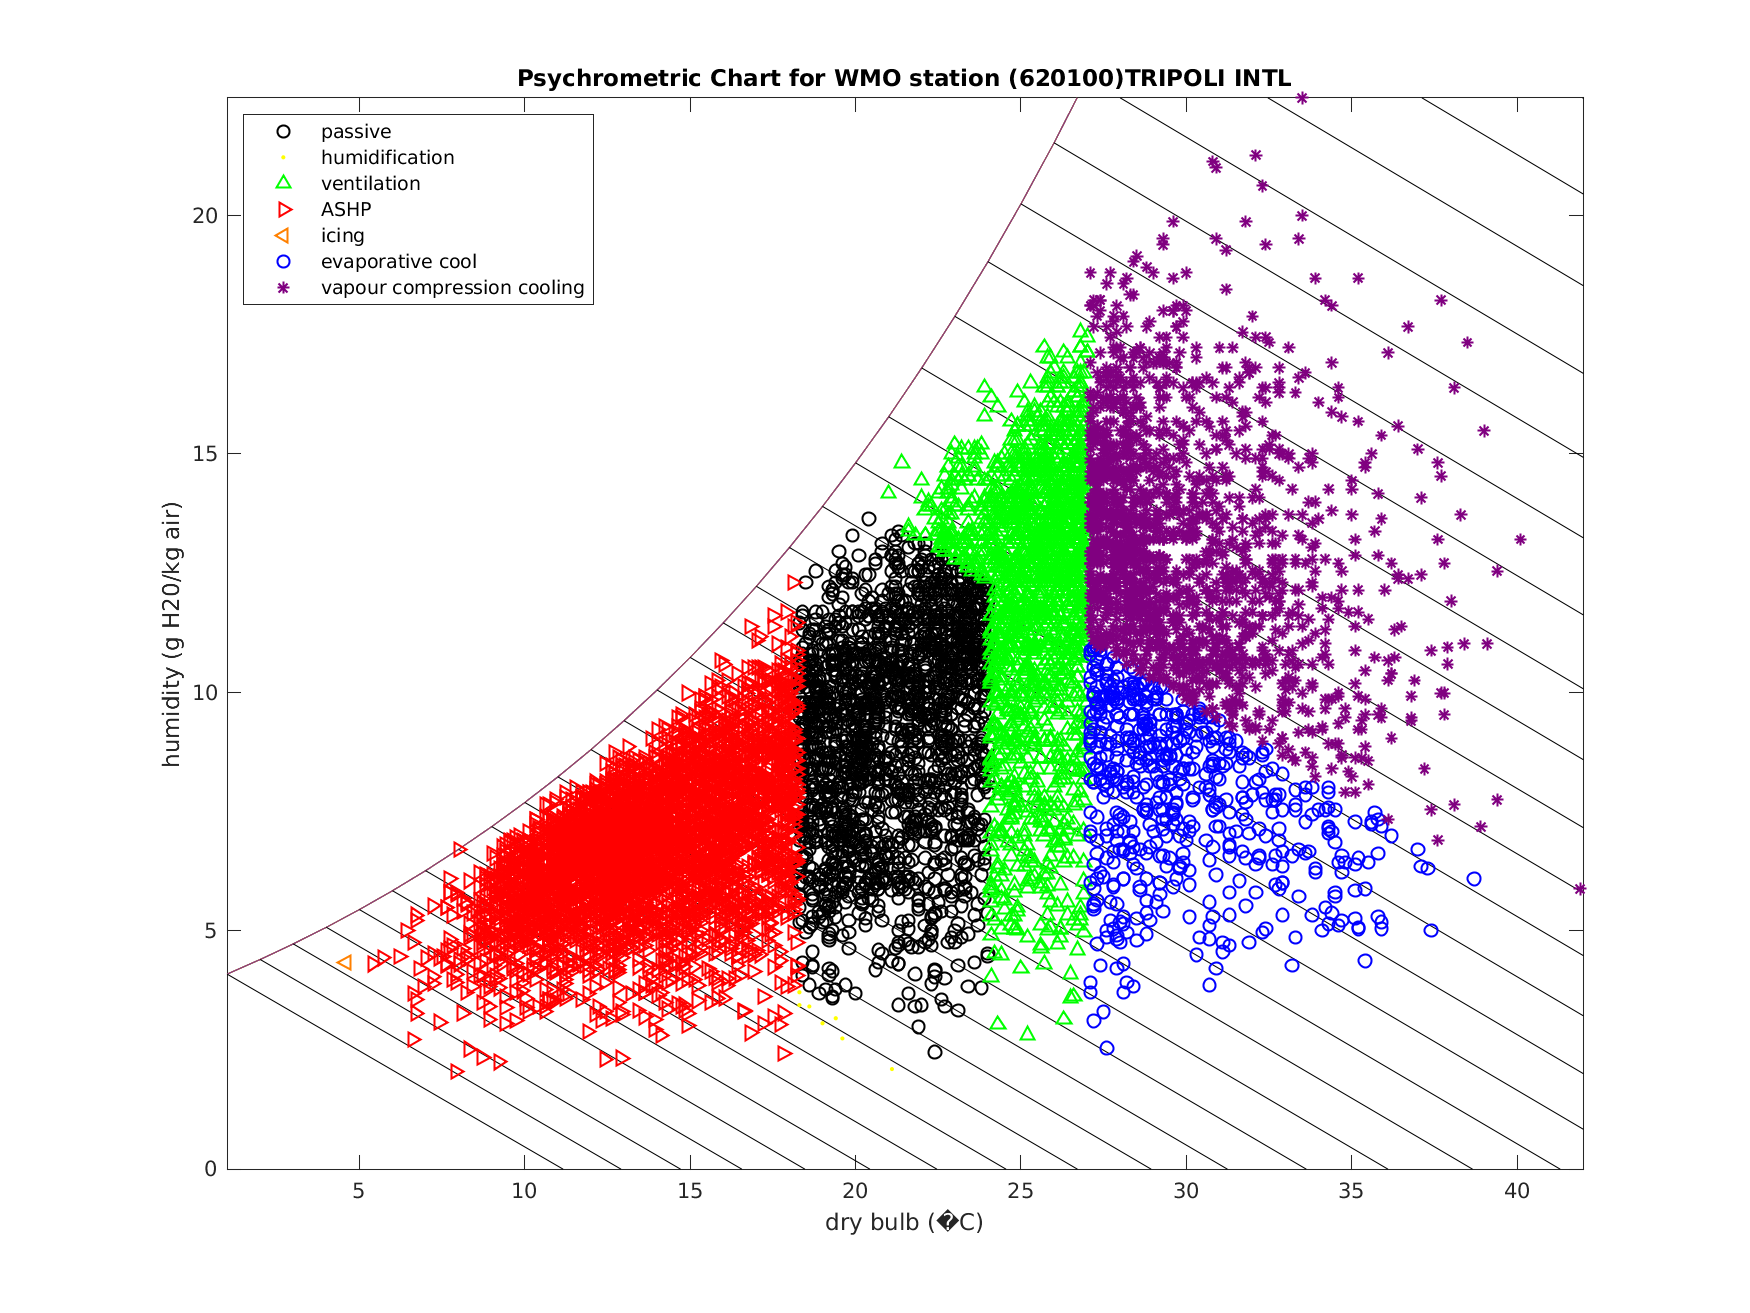 Psychrometric Chart for WMO station (620100)TRIPOLI INTL
passive
humidification
ventilation
ASHP
icing
evaporative cool
vapour compression cooling
humidity (g H20/kg air)
20
15
10
5
0
5 10 15 20 25 30 35 40
dry bulb (�C)